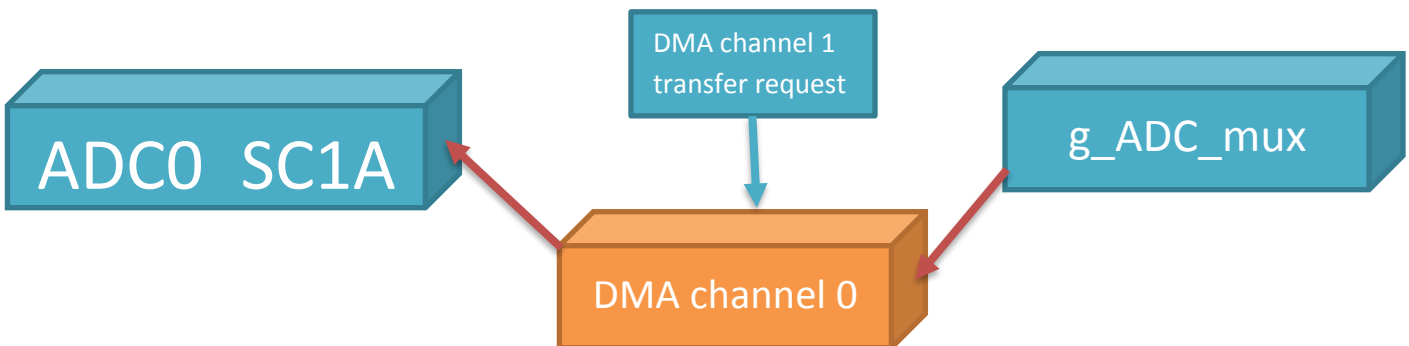 DMA channel 1
transfer request
ADC0 SC1A
g_ADC_mux
DMA channel 0